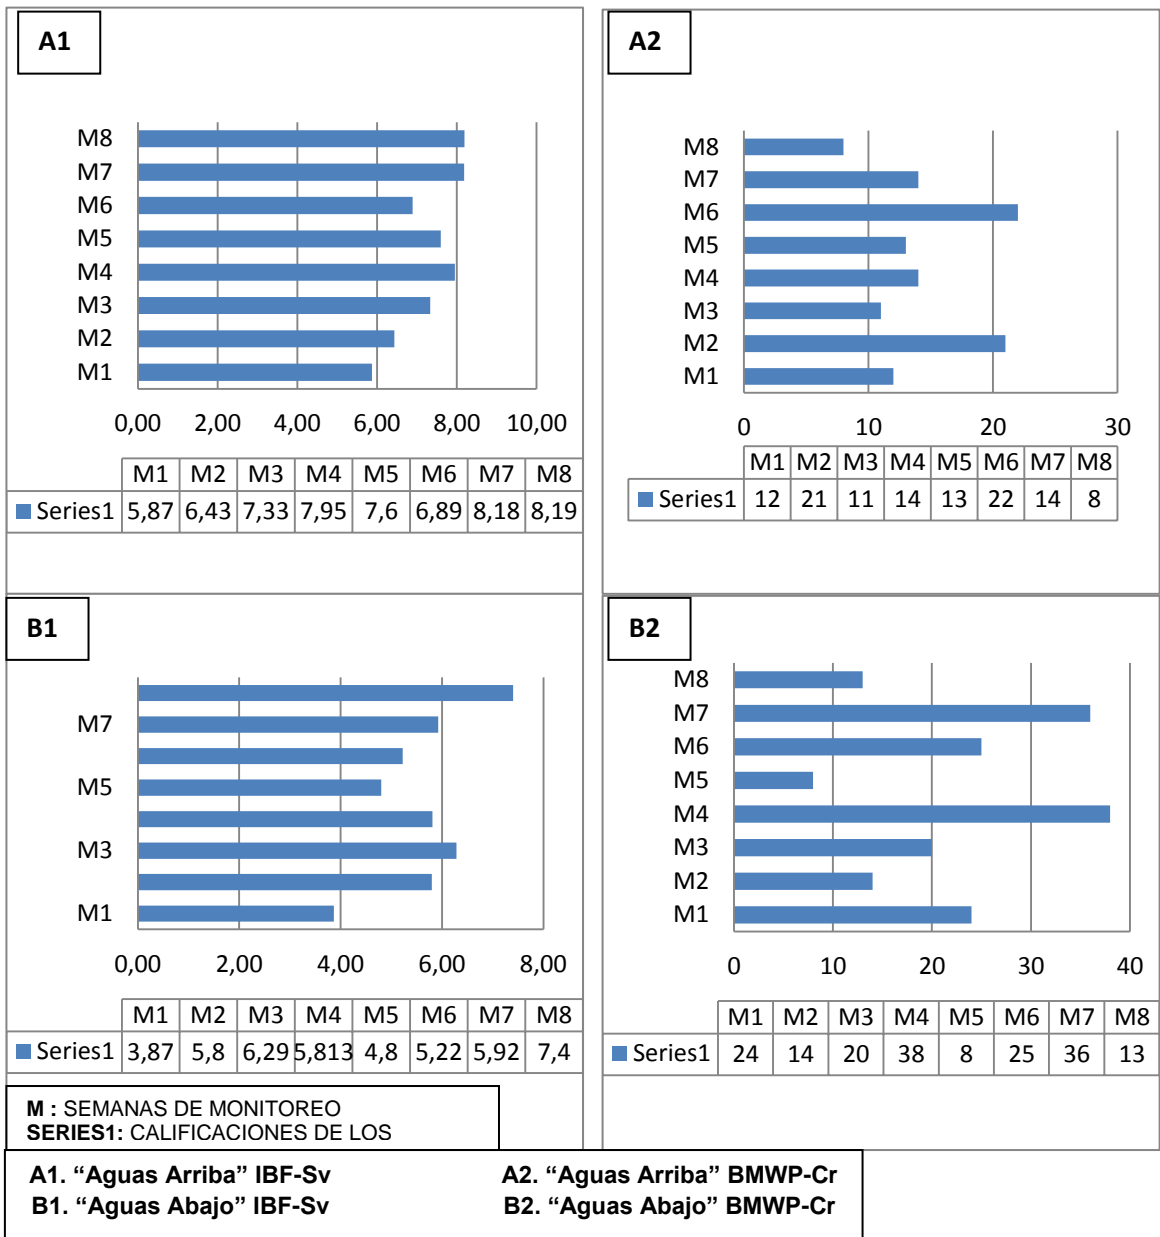 A1
M8
M7
M6
M5
M4
M3
M2
M1
0,00 2,00 4,00 6,00 8,00 10,00
M1 M2 M3 M4 M5 M6 M7 M8
Series1 5,87 6,43 7,33 7,95 7,6 6,89 8,18 8,19
A2
M8
M7
M6
M5
M4
M3
M2
M1
0 10 20 30
M1 M2 M3 M4 M5 M6 M7 M8
Series1 12 21 11 14 13 22 14 8
B1
M7
M5
M3
M1
0,00 2,00 4,00 6,00 8,00
M1 M2 M3 M4 M5 M6 M7 M8
Series1 3,87 5,8 6,29 5,813 4,8 5,22 5,92 7,4
B2
M8
M7
M6
M5
M4
M3
M2
M1
0 10 20 30 40
M1 M2 M3 M4 M5 M6 M7 M8
Series1 24 14 20 38 8 25 36 13
M : SEMANAS DE MONITOREO
SERIES1: CALIFICACIONES DE LOS
A1. “Aguas Arriba” IBF-Sv A2. “Aguas Arriba” BMWP-Cr
B1. “Aguas Abajo” IBF-Sv B2. “Aguas Abajo” BMWP-Cr